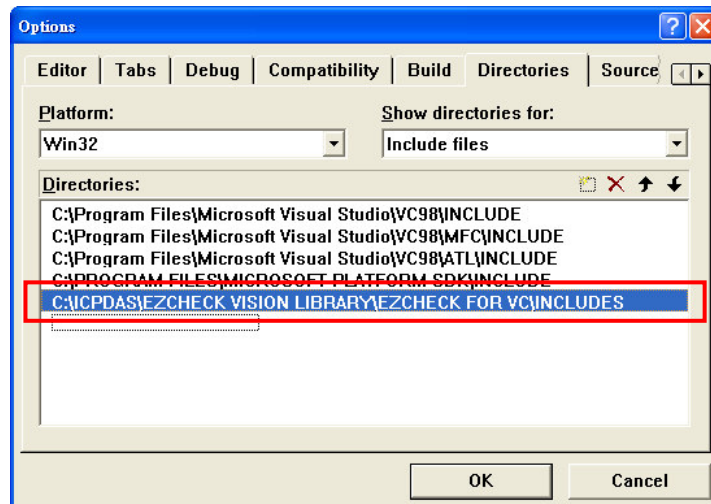 Options
Editor Tabs Debug Compatibility Build Directories Source
Platform: Show directories for:
Win32 Include files
Directories:
C:\Program Files\Microsoft Visual Studio\VC98\INCLUDE
C:\Program Files\Microsoft Visual Studio\VC98\MFC\INCLUDE
C:\Program Files\Microsoft Visual Studio\VC98\ATL\INCLUDE
C:\PROGRAM FILES\MICROSOFT PLATFORM SDK\INCLUDE
C:\ICPDAS\EZCHECK VISION LIBRARY\EZCHECK FOR VC\INCLUDES
OK Cancel